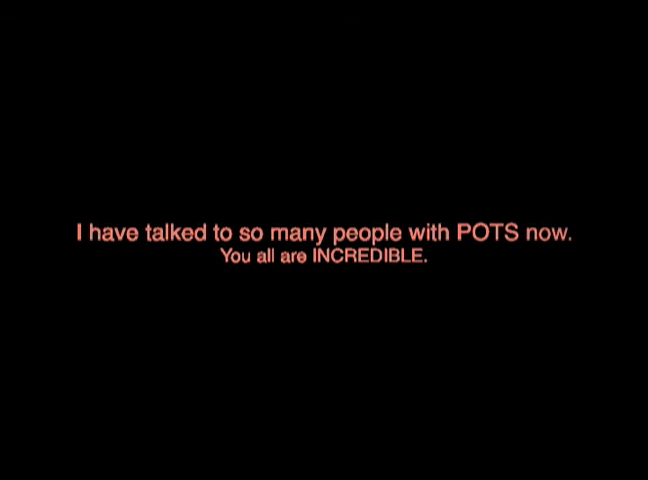 I have talked to so many people with POTS now.
You all are INCREDIBLE.